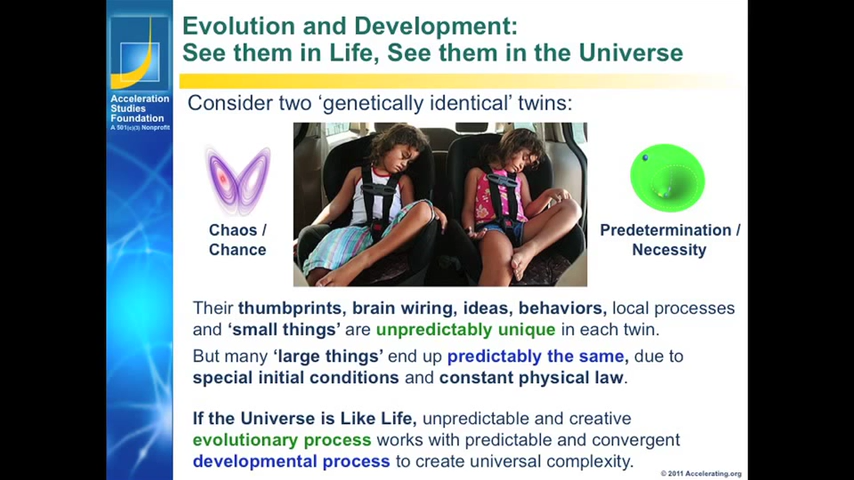 Evolution and Development:
See them in Life, See them in the Universe
Acceleration
Studies
Foundation
A 501(c)(3) Nonprofit
Consider two ‘genetically identical’ twins:
Chaos /
Chance
Predetermination /
Necessity
Their thumbprints, brain wiring, ideas, behaviors, local processes
and ‘small things’ are unpredictably unique in each twin.
But many ‘large things’ end up predictably the same, due to
special initial conditions and constant physical law.
If the Universe is Like Life, unpredictable and creative
evolutionary process works with predictable and convergent
developmental process to create universal complexity.
© 2011 Accelerating.org